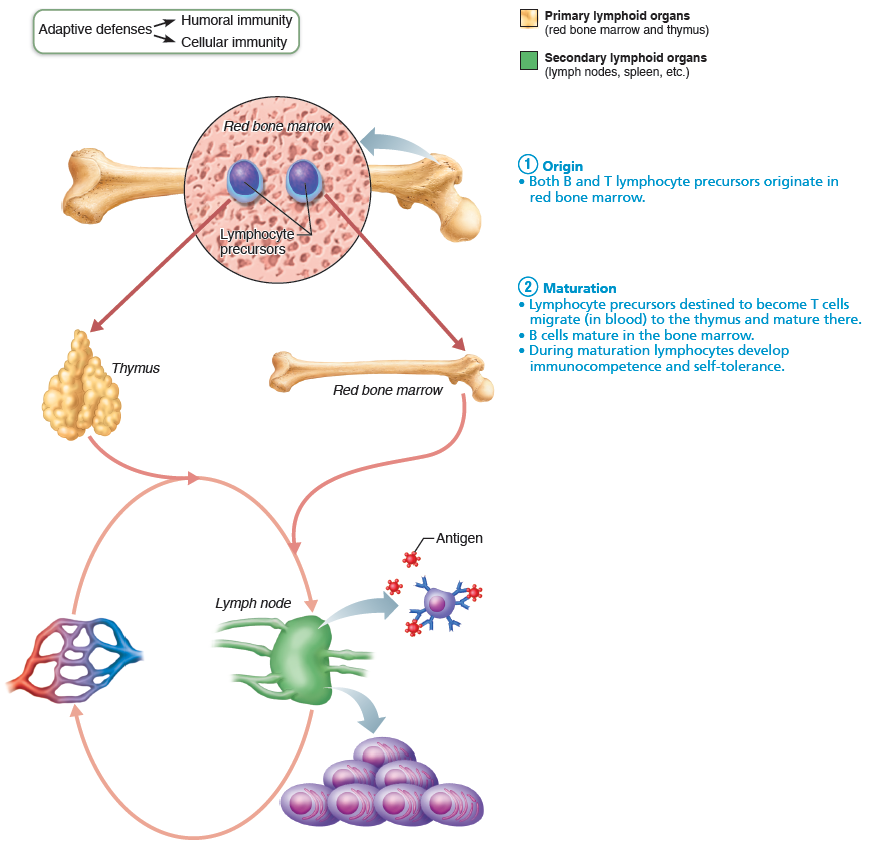 Adaptive defenses
Humoral immunity
Cellular immunity
Primary lymphoid organs
(red bone marrow and thymus)
Secondary lymphoid organs
(lymph nodes, spleen, etc.)
Red bone marrow
Lymphocyte
precursors
1 Origin
• Both B and T lymphocyte precursors originate in
red bone marrow.
2 Maturation
• Lymphocyte precursors destined to become T cells
migrate (in blood) to the thymus and mature there.
• B cells mature in the bone marrow.
• During maturation lymphocytes develop
immunocompetence and self-tolerance.
Thymus
Red bone marrow
Antigen
Lymph node